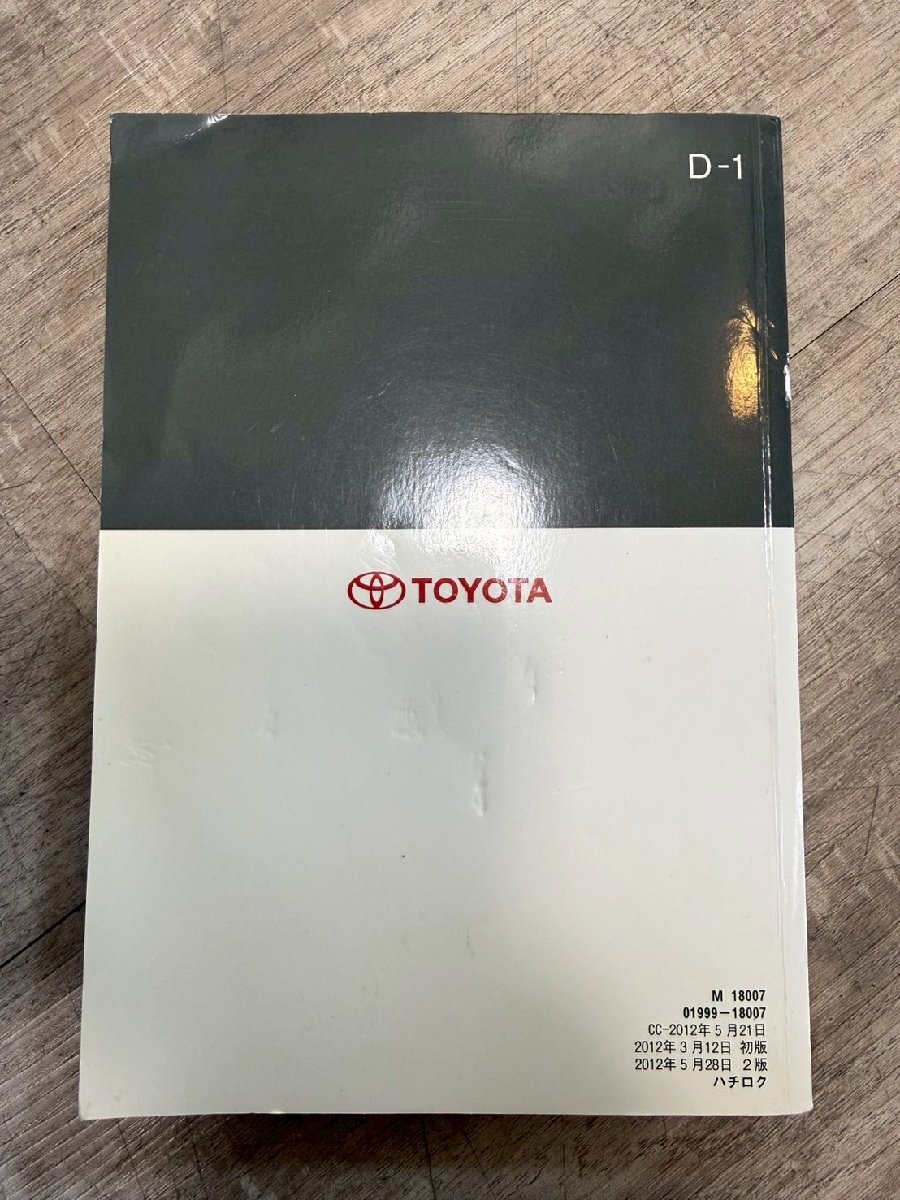 D-1
TOYOTA
M 18007
01999-18007
CC-2012年5月21日
2012年3月12日 初版
2012年5月28日 2版
ハチロク